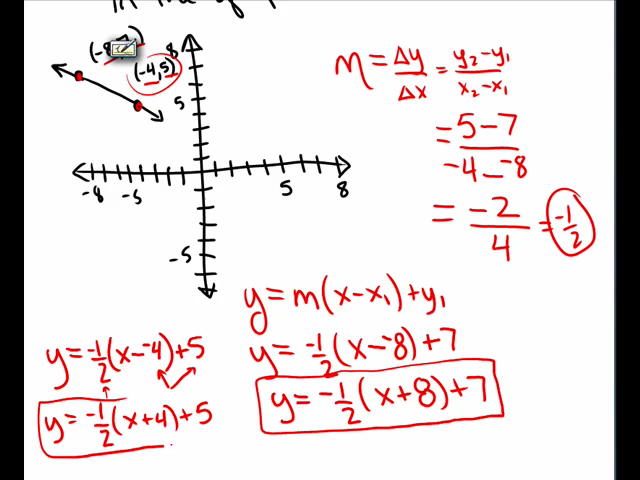 (-8
(-4,5)
8
5
-8 -5 5 8
-5
m = Δy/Δx = y₂-y₁/x₂-x₁
= 5-7/-4--8
= -2/4 = -1/2
y = m(x-x₁)+y₁
y = -1/2(x--8)+7
y = -1/2(x+8)+7
y = -1/2(x--4)+5
y = -1/2(x+4)+5